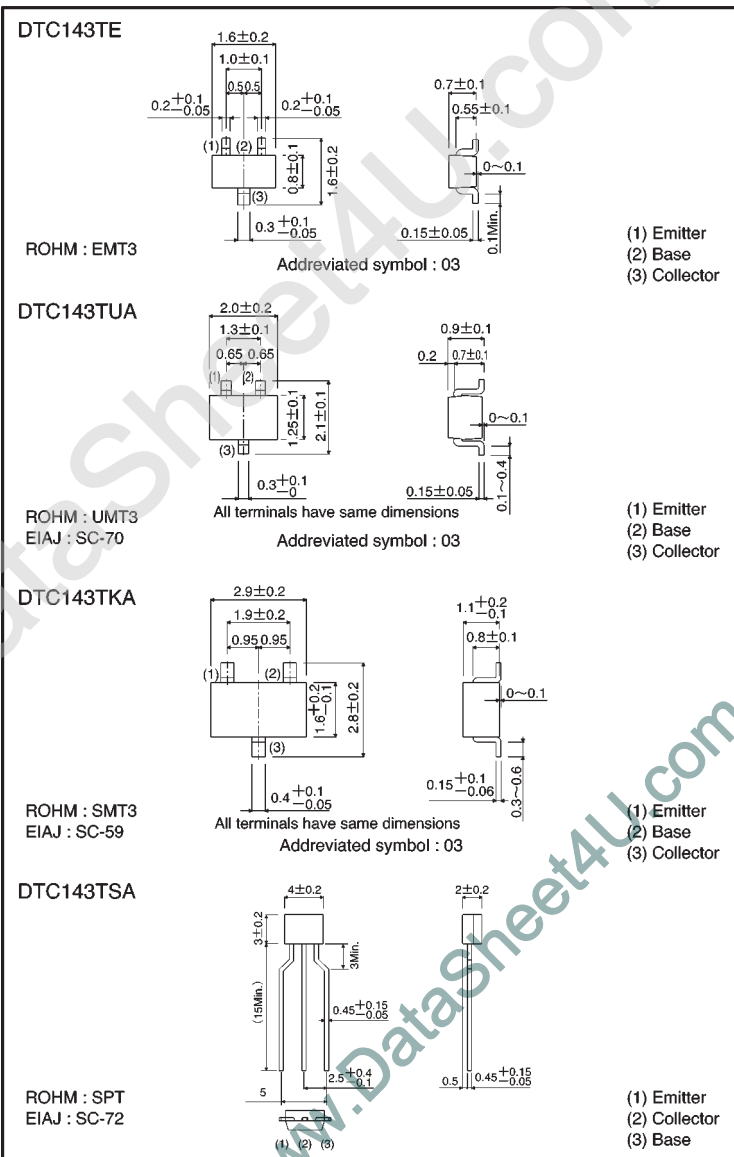 DTC143TE
1.6±0.2
1.0±0.1
0.5 0.5
0.2+0.1−0.05
0.2+0.1−0.05
(1) (2)
0.8±0.1
1.6±0.2
(3)
0.3+0.1−0.05
0.7±0.1
0.55±0.1
0~0.1
0.15±0.05
0.1Min.
ROHM : EMT3
Addreviated symbol : 03
(1) Emitter
(2) Base
(3) Collector
DTC143TUA
2.0±0.2
1.3±0.1
0.65 0.65
(1) (2)
1.25±0.1
2.1±0.1
(3)
0.3+0.1−0
0.9±0.1
0.2 0.7±0.1
0~0.1
0.15±0.05
0.1~0.4
All terminals have same dimensions
ROHM : UMT3
EIAJ : SC-70
Addreviated symbol : 03
(1) Emitter
(2) Base
(3) Collector
DTC143TKA
2.9±0.2
1.9±0.2
0.95 0.95
(1) (2)
1.6+0.2−0.1
2.8±0.2
(3)
0.4+0.1−0.05
1.1+0.2−0.1
0.8±0.1
0~0.1
0.15+0.1−0.06
0.3~0.6
All terminals have same dimensions
ROHM : SMT3
EIAJ : SC-59
Addreviated symbol : 03
(1) Emitter
(2) Base
(3) Collector
DTC143TSA
4±0.2
3±0.2
3Min.
(15Min.)
0.45+0.15−0.05
2.5+0.4−0.1
5
(1) (2) (3)
2±0.2
0.5 0.45+0.15−0.05
ROHM : SPT
EIAJ : SC-72
(1) Emitter
(2) Collector
(3) Base
ataSheet4U.com
w.DataSheet4U.com